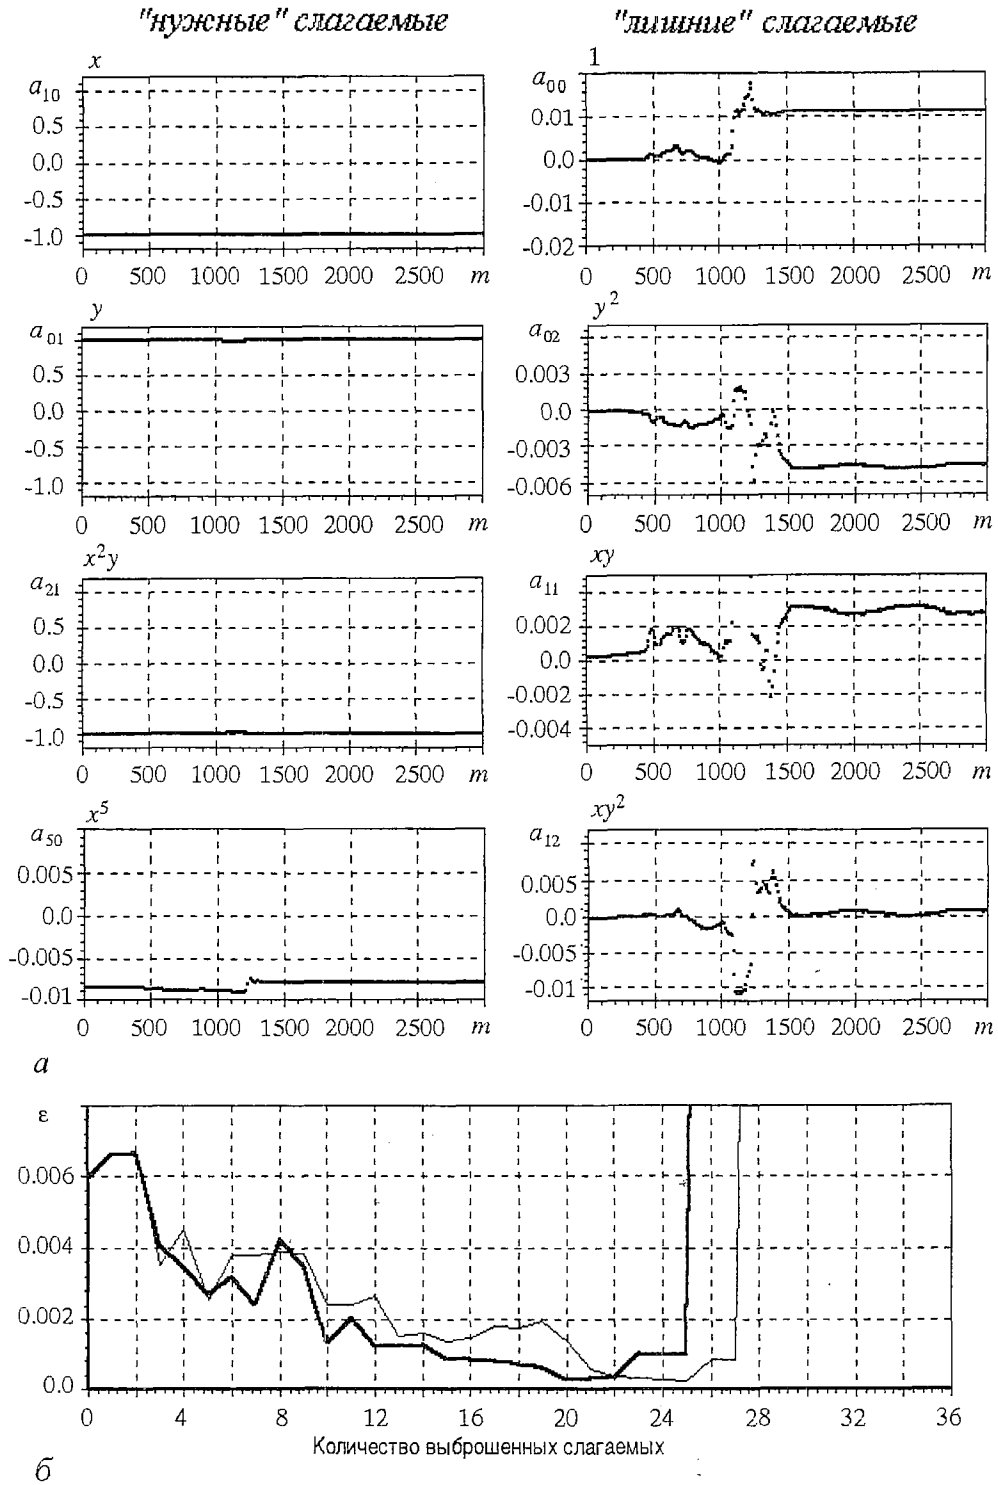 "нужные" слагаемые
"лишние" слагаемые
x
a10
0.5
0.0
-0.5
-1.0
0 500 1000 1500 2000 2500 m
1
a00
0.01
0.0
-0.01
-0.02
0 500 1000 1500 2000 2500 m
y
a01
0.5
0.0
-0.5
-1.0
0 500 1000 1500 2000 2500 m
y²
a02
0.003
0.0
-0.003
-0.006
0 500 1000 1500 2000 2500 m
x²y
a21
0.5
0.0
-0.5
-1.0
0 500 1000 1500 2000 2500 m
xy
a11
0.002
0.0
-0.002
-0.004
0 500 1000 1500 2000 2500 m
x⁵
a50
0.005
0.0
-0.005
-0.01
0 500 1000 1500 2000 2500 m
xy²
a12
0.005
0.0
-0.005
-0.01
0 500 1000 1500 2000 2500 m
а
ε
0.006
0.004
0.002
0.0
0 4 8 12 16 20 24 28 32 36
Количество выброшенных слагаемых
б